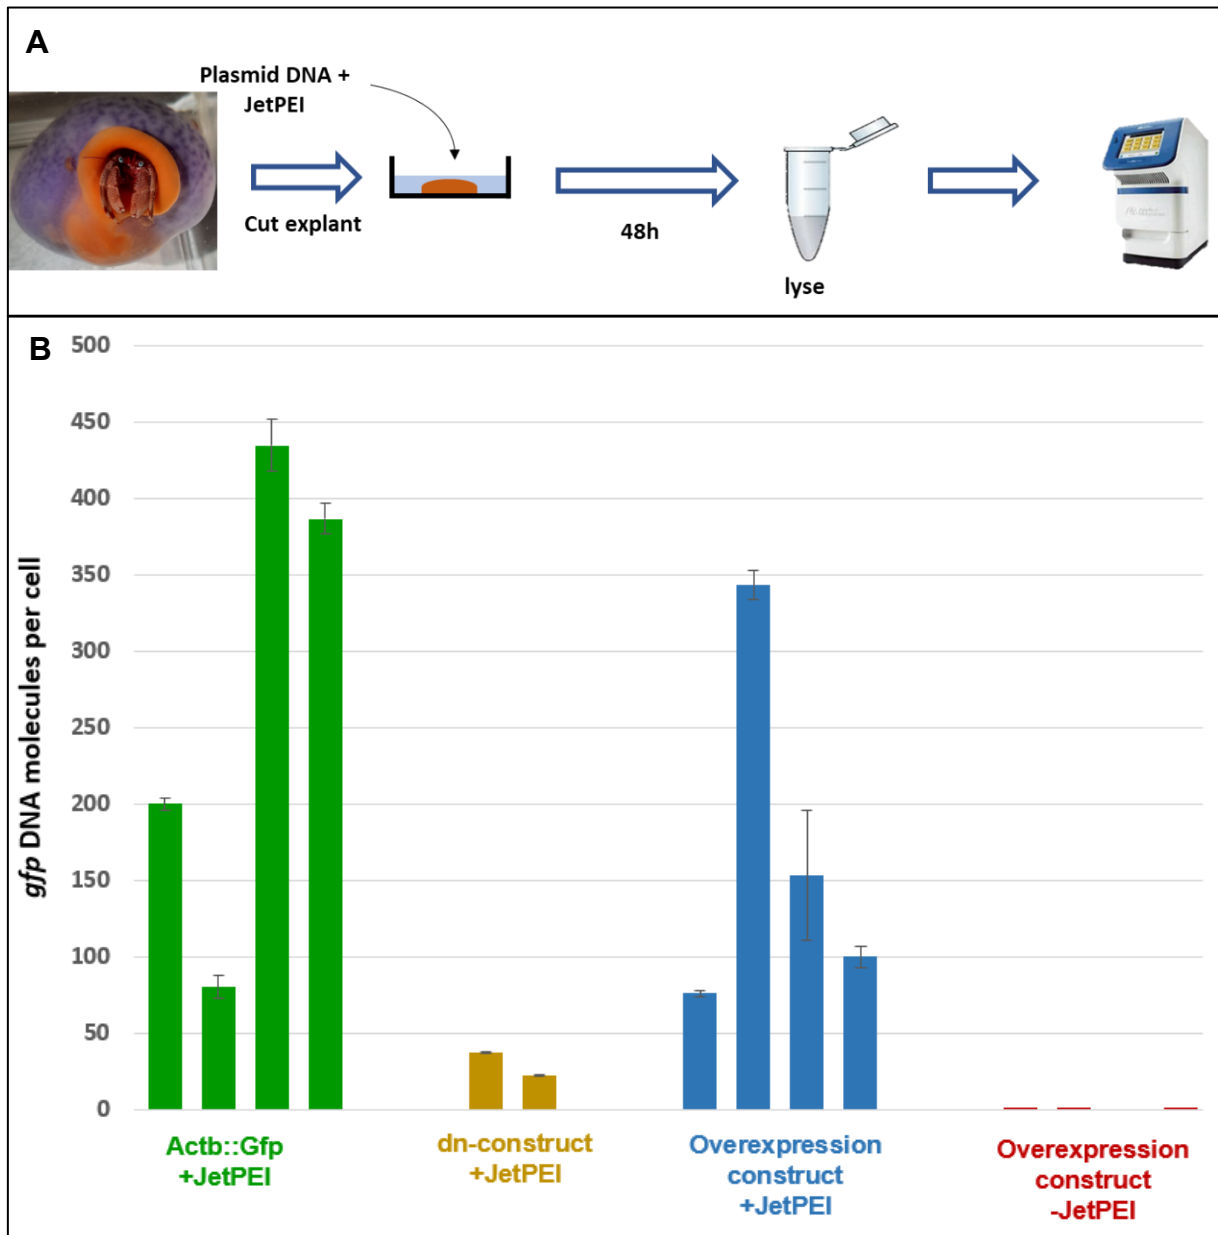 A
Plasmid DNA +
JetPEI
Cut explant
48h
lyse
B
500
450
400
350
300
250
200
150
100
50
0
gfp DNA molecules per cell
Actb::Gfp
+JetPEI
dn-construct
+JetPEI
Overexpression
construct
+JetPEI
Overexpression
construct
-JetPEI